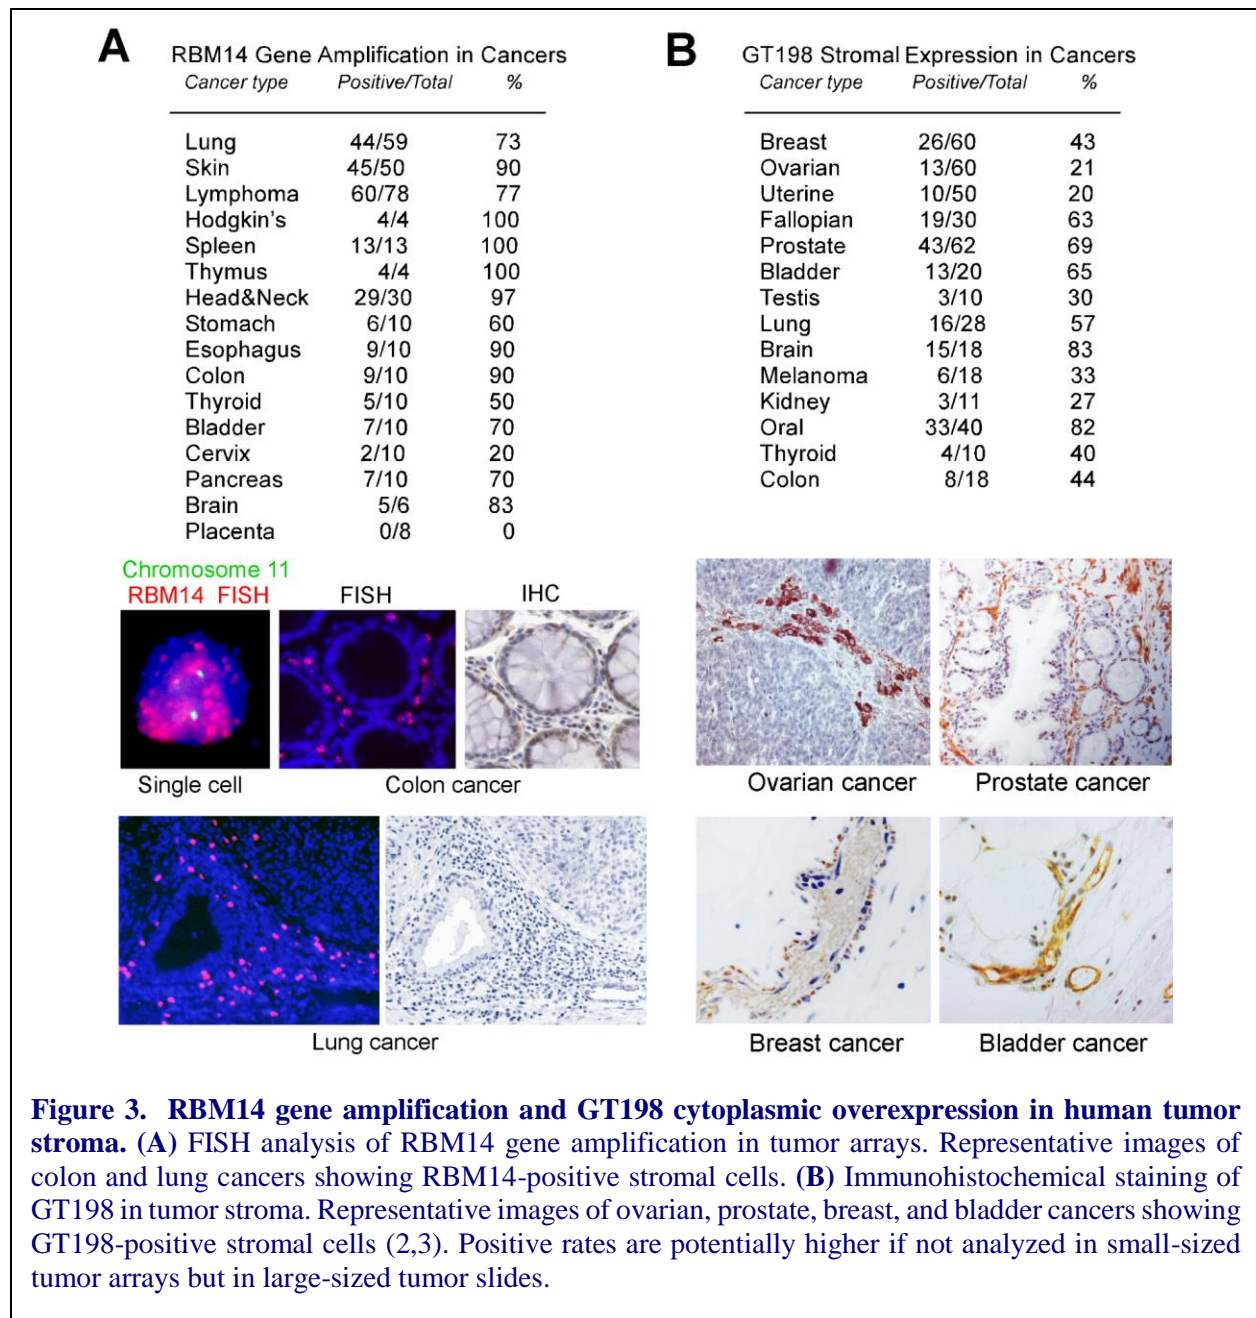 A
RBM14 Gene Amplification in Cancers
Cancer type Positive/Total %
Lung 44/59 73
Skin 45/50 90
Lymphoma 60/78 77
Hodgkin's 4/4 100
Spleen 13/13 100
Thymus 4/4 100
Head&Neck 29/30 97
Stomach 6/10 60
Esophagus 9/10 90
Colon 9/10 90
Thyroid 5/10 50
Bladder 7/10 70
Cervix 2/10 20
Pancreas 7/10 70
Brain 5/6 83
Placenta 0/8 0
Chromosome 11
RBM14 FISH
FISH
IHC
Single cell
Colon cancer
Lung cancer
B
GT198 Stromal Expression in Cancers
Cancer type Positive/Total %
Breast 26/60 43
Ovarian 13/60 21
Uterine 10/50 20
Fallopian 19/30 63
Prostate 43/62 69
Bladder 13/20 65
Testis 3/10 30
Lung 16/28 57
Brain 15/18 83
Melanoma 6/18 33
Kidney 3/11 27
Oral 33/40 82
Thyroid 4/10 40
Colon 8/18 44
Ovarian cancer
Prostate cancer
Breast cancer
Bladder cancer
Figure 3. RBM14 gene amplification and GT198 cytoplasmic overexpression in human tumor
stroma. (A) FISH analysis of RBM14 gene amplification in tumor arrays. Representative images of
colon and lung cancers showing RBM14-positive stromal cells. (B) Immunohistochemical staining of
GT198 in tumor stroma. Representative images of ovarian, prostate, breast, and bladder cancers showing
GT198-positive stromal cells (2,3). Positive rates are potentially higher if not analyzed in small-sized
tumor arrays but in large-sized tumor slides.